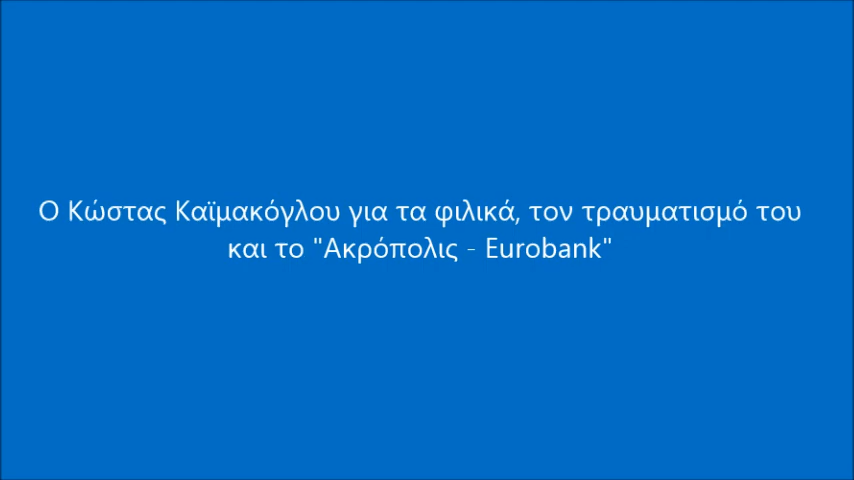 Ο Κώστας Καϊμακόγλου για τα φιλικά, τον τραυματισμό του
και το "Ακρόπολις - Eurobank"